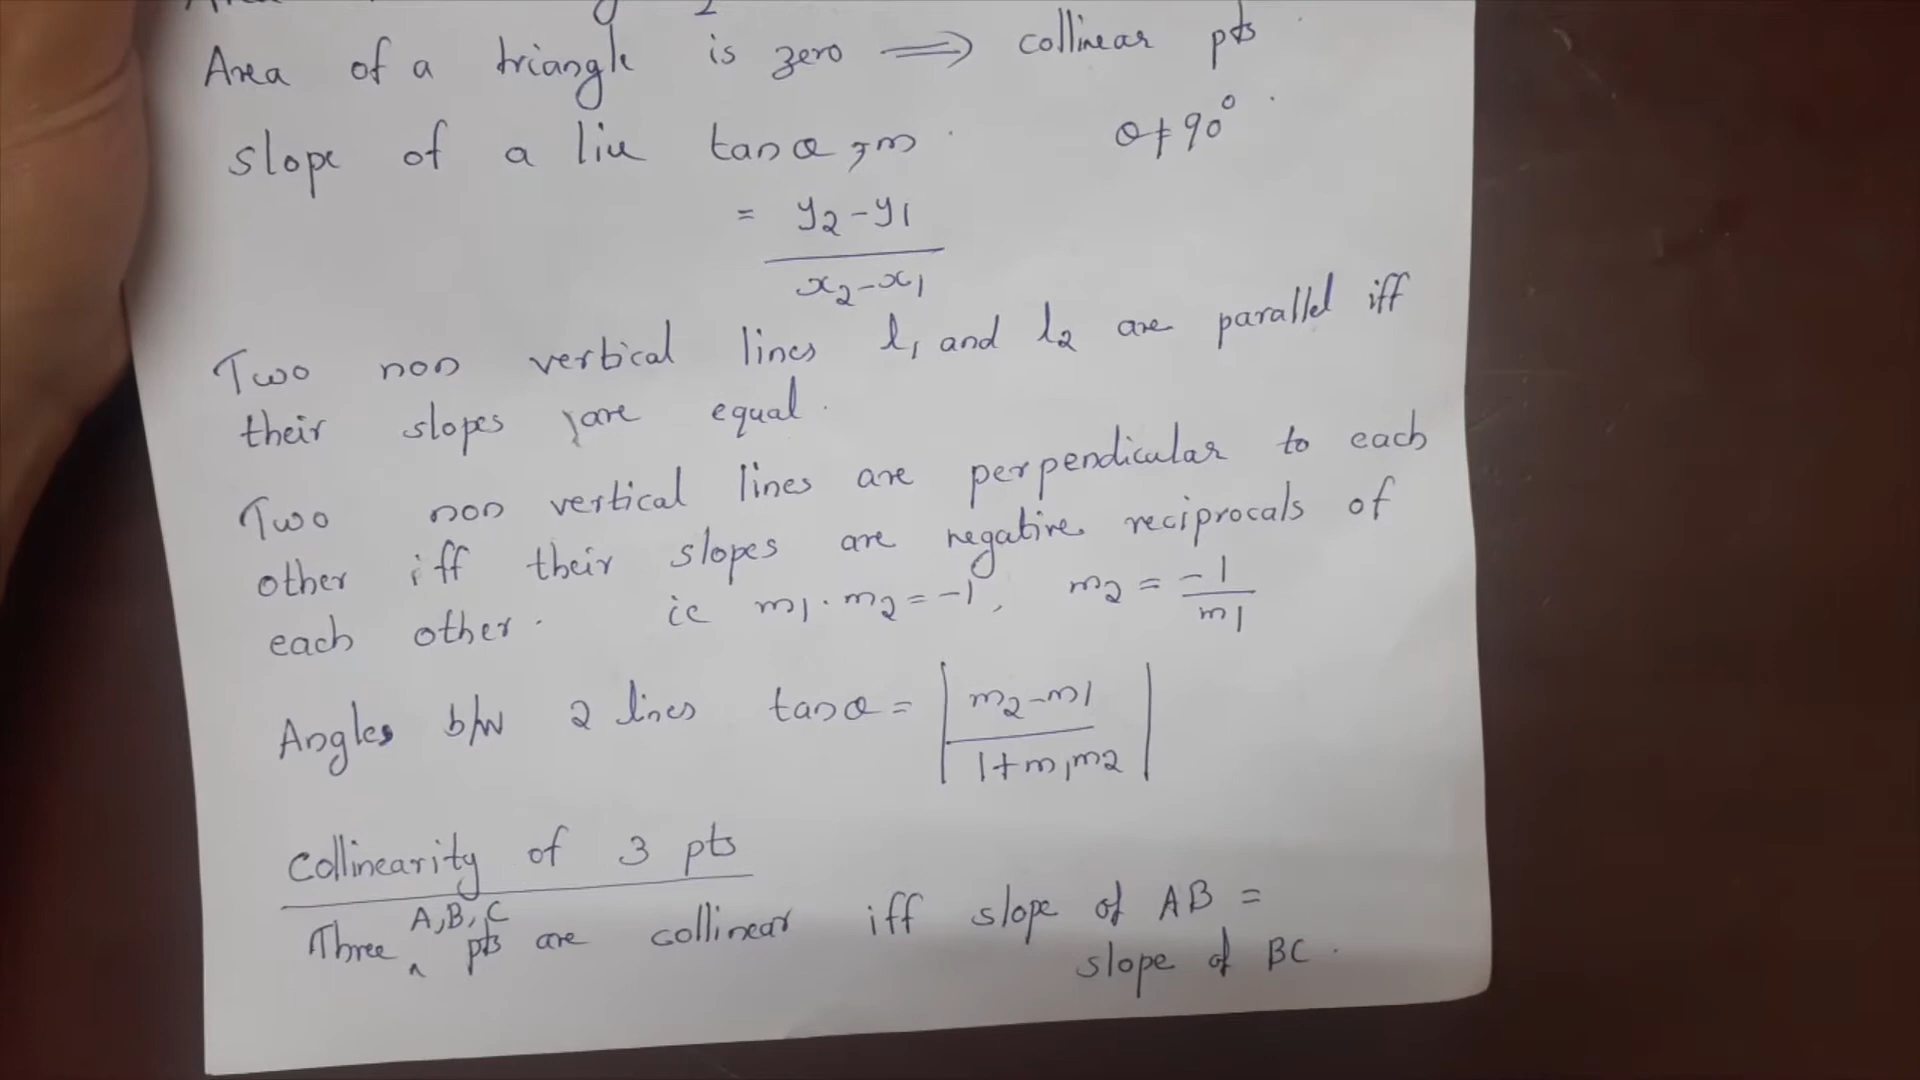 Area of a triangle is zero ⟹ collinear pts
slope of a line tanθ, m. θ≠90°.
= y2-y1
x2-x1
Two non vertical lines l1 and l2 are parallel iff
their slopes are equal.
Two non vertical lines are perpendicular to each
other iff their slopes are negative reciprocals of
each other. ie m1.m2=-1, m2=-1
m1
Angles b/w 2 lines tanθ= | m2-m1 |
1+m1m2
Collinearity of 3 pts
Three A,B,C pts are collinear iff slope of AB =
slope of BC.